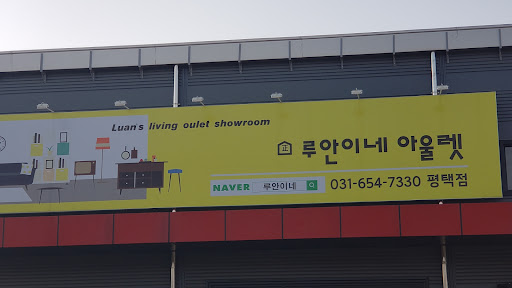 Luan's living oulet showroom
正 루안이네 아울렛
NAVER 루안이네 031-654-7330 평택점